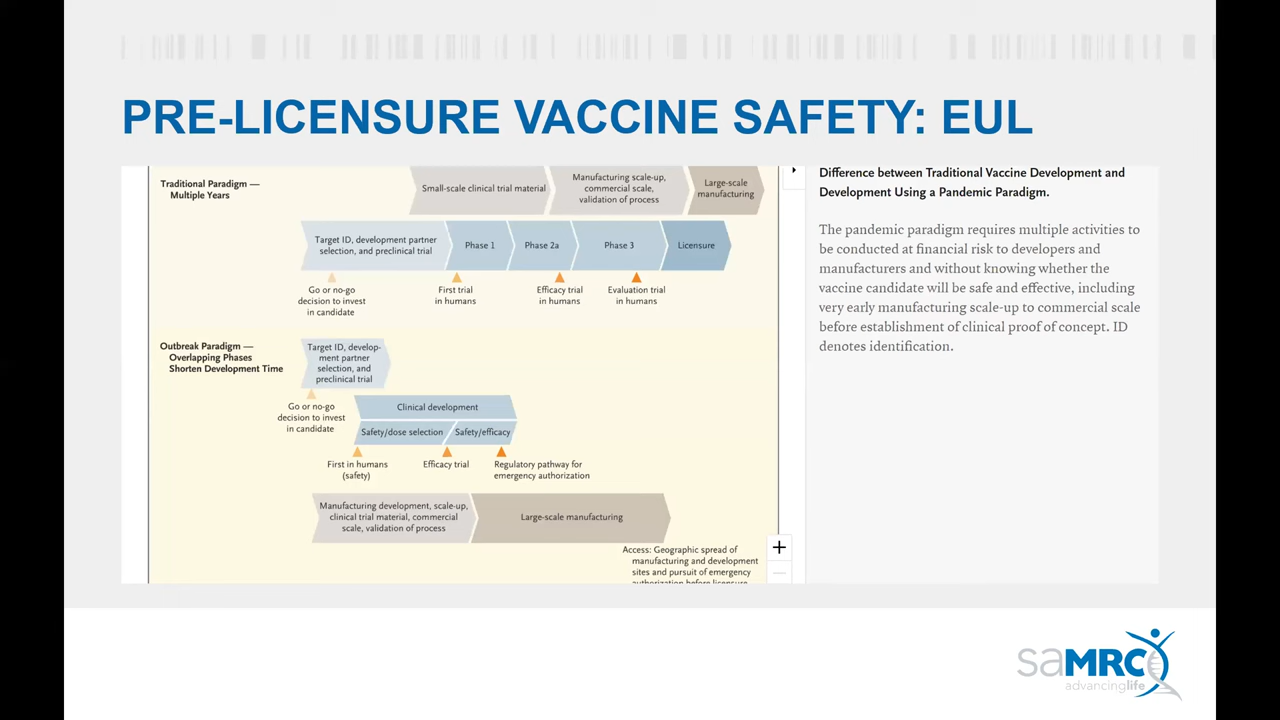 PRE-LICENSURE VACCINE SAFETY: EUL
Traditional Paradigm —
Multiple Years
Small-scale clinical trial material
Manufacturing scale-up,
commercial scale,
validation of process
Large-scale
manufacturing
Target ID, development partner
selection, and preclinical trial
Phase 1
Phase 2a
Phase 3
Licensure
Go or no-go
decision to invest
in candidate
First trial
in humans
Efficacy trial
in humans
Evaluation trial
in humans
Outbreak Paradigm —
Overlapping Phases
Shorten Development Time
Target ID, develop-
ment partner
selection, and
preclinical trial
Go or no-go
decision to invest
in candidate
Clinical development
Safety/dose selection
Safety/efficacy
First in humans
(safety)
Efficacy trial
Regulatory pathway for
emergency authorization
Manufacturing development, scale-up,
clinical trial material, commercial
scale, validation of process
Large-scale manufacturing
Access: Geographic spread of
manufacturing and development
sites and pursuit of emergency
authorization before licensure
Difference between Traditional Vaccine Development and
Development Using a Pandemic Paradigm.
The pandemic paradigm requires multiple activities to
be conducted at financial risk to developers and
manufacturers and without knowing whether the
vaccine candidate will be safe and effective, including
very early manufacturing scale-up to commercial scale
before establishment of clinical proof of concept. ID
denotes identification.
saMRC
advancinglife